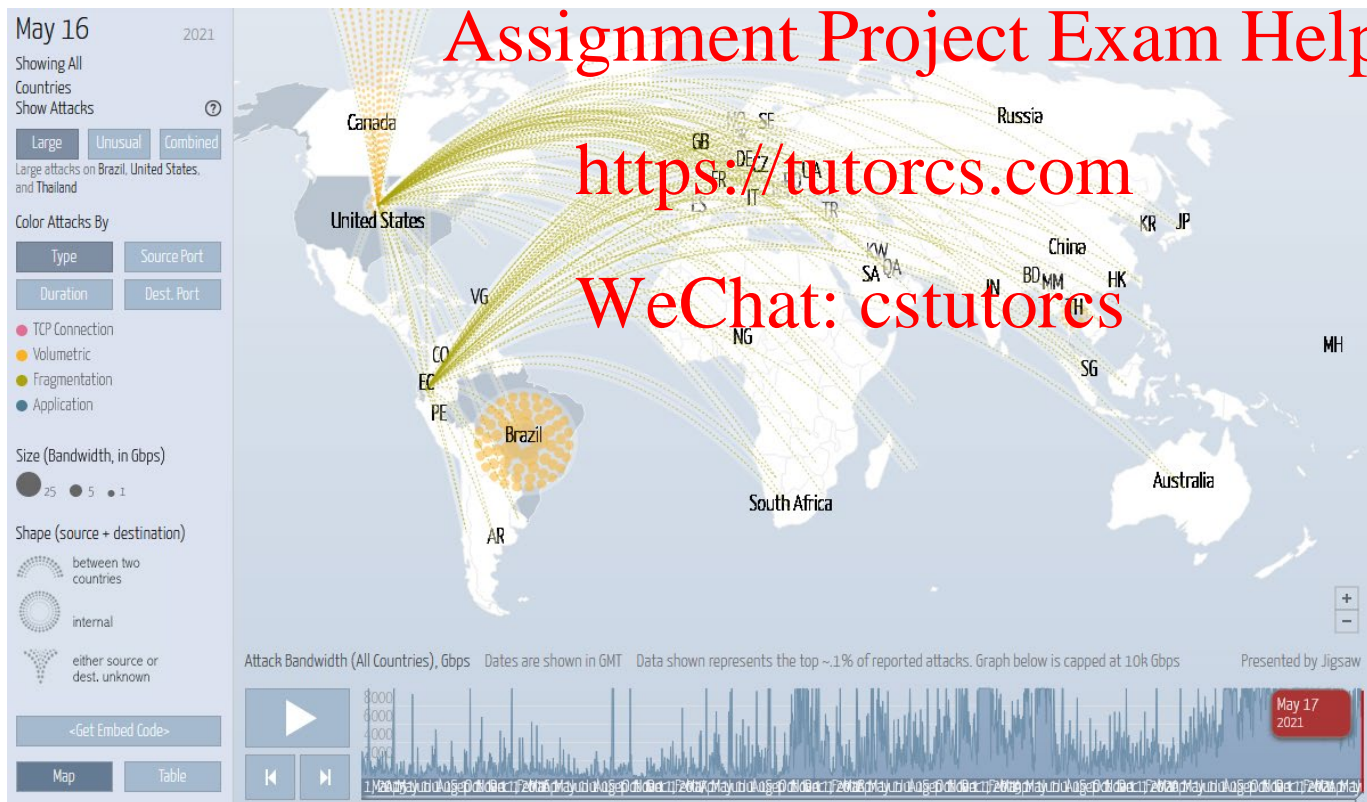 May 16 2021
Showing All
Countries
Show Attacks ?
Large Unusual Combined
Large attacks on Brazil, United States,
and Thailand
Color Attacks By
Type Source Port
Duration Dest. Port
TCP Connection
Volumetric
Fragmentation
Application
Size (Bandwidth, in Gbps)
25 5 1
Shape (source + destination)
between two
countries
internal
either source or
dest. unknown
<Get Embed Code>
Map Table
Assignment Project Exam Help
https://tutorcs.com
WeChat: cstutorcs
Canada
SE
Russia
GB
DE
CZ
UA
FR
IT
ES
TR
United States
KR
JP
China
KW
SA
QA
IN
BD
MM
HK
TH
VG
NG
CO
EC
MH
SG
PE
Brazil
Australia
South Africa
AR
+
−
Attack Bandwidth (All Countries), Gbps Dates are shown in GMT Data shown represents the top ~.1% of reported attacks. Graph below is capped at 10k Gbps Presented by Jigsaw
8000
6000
4000
2000
May 17
2021